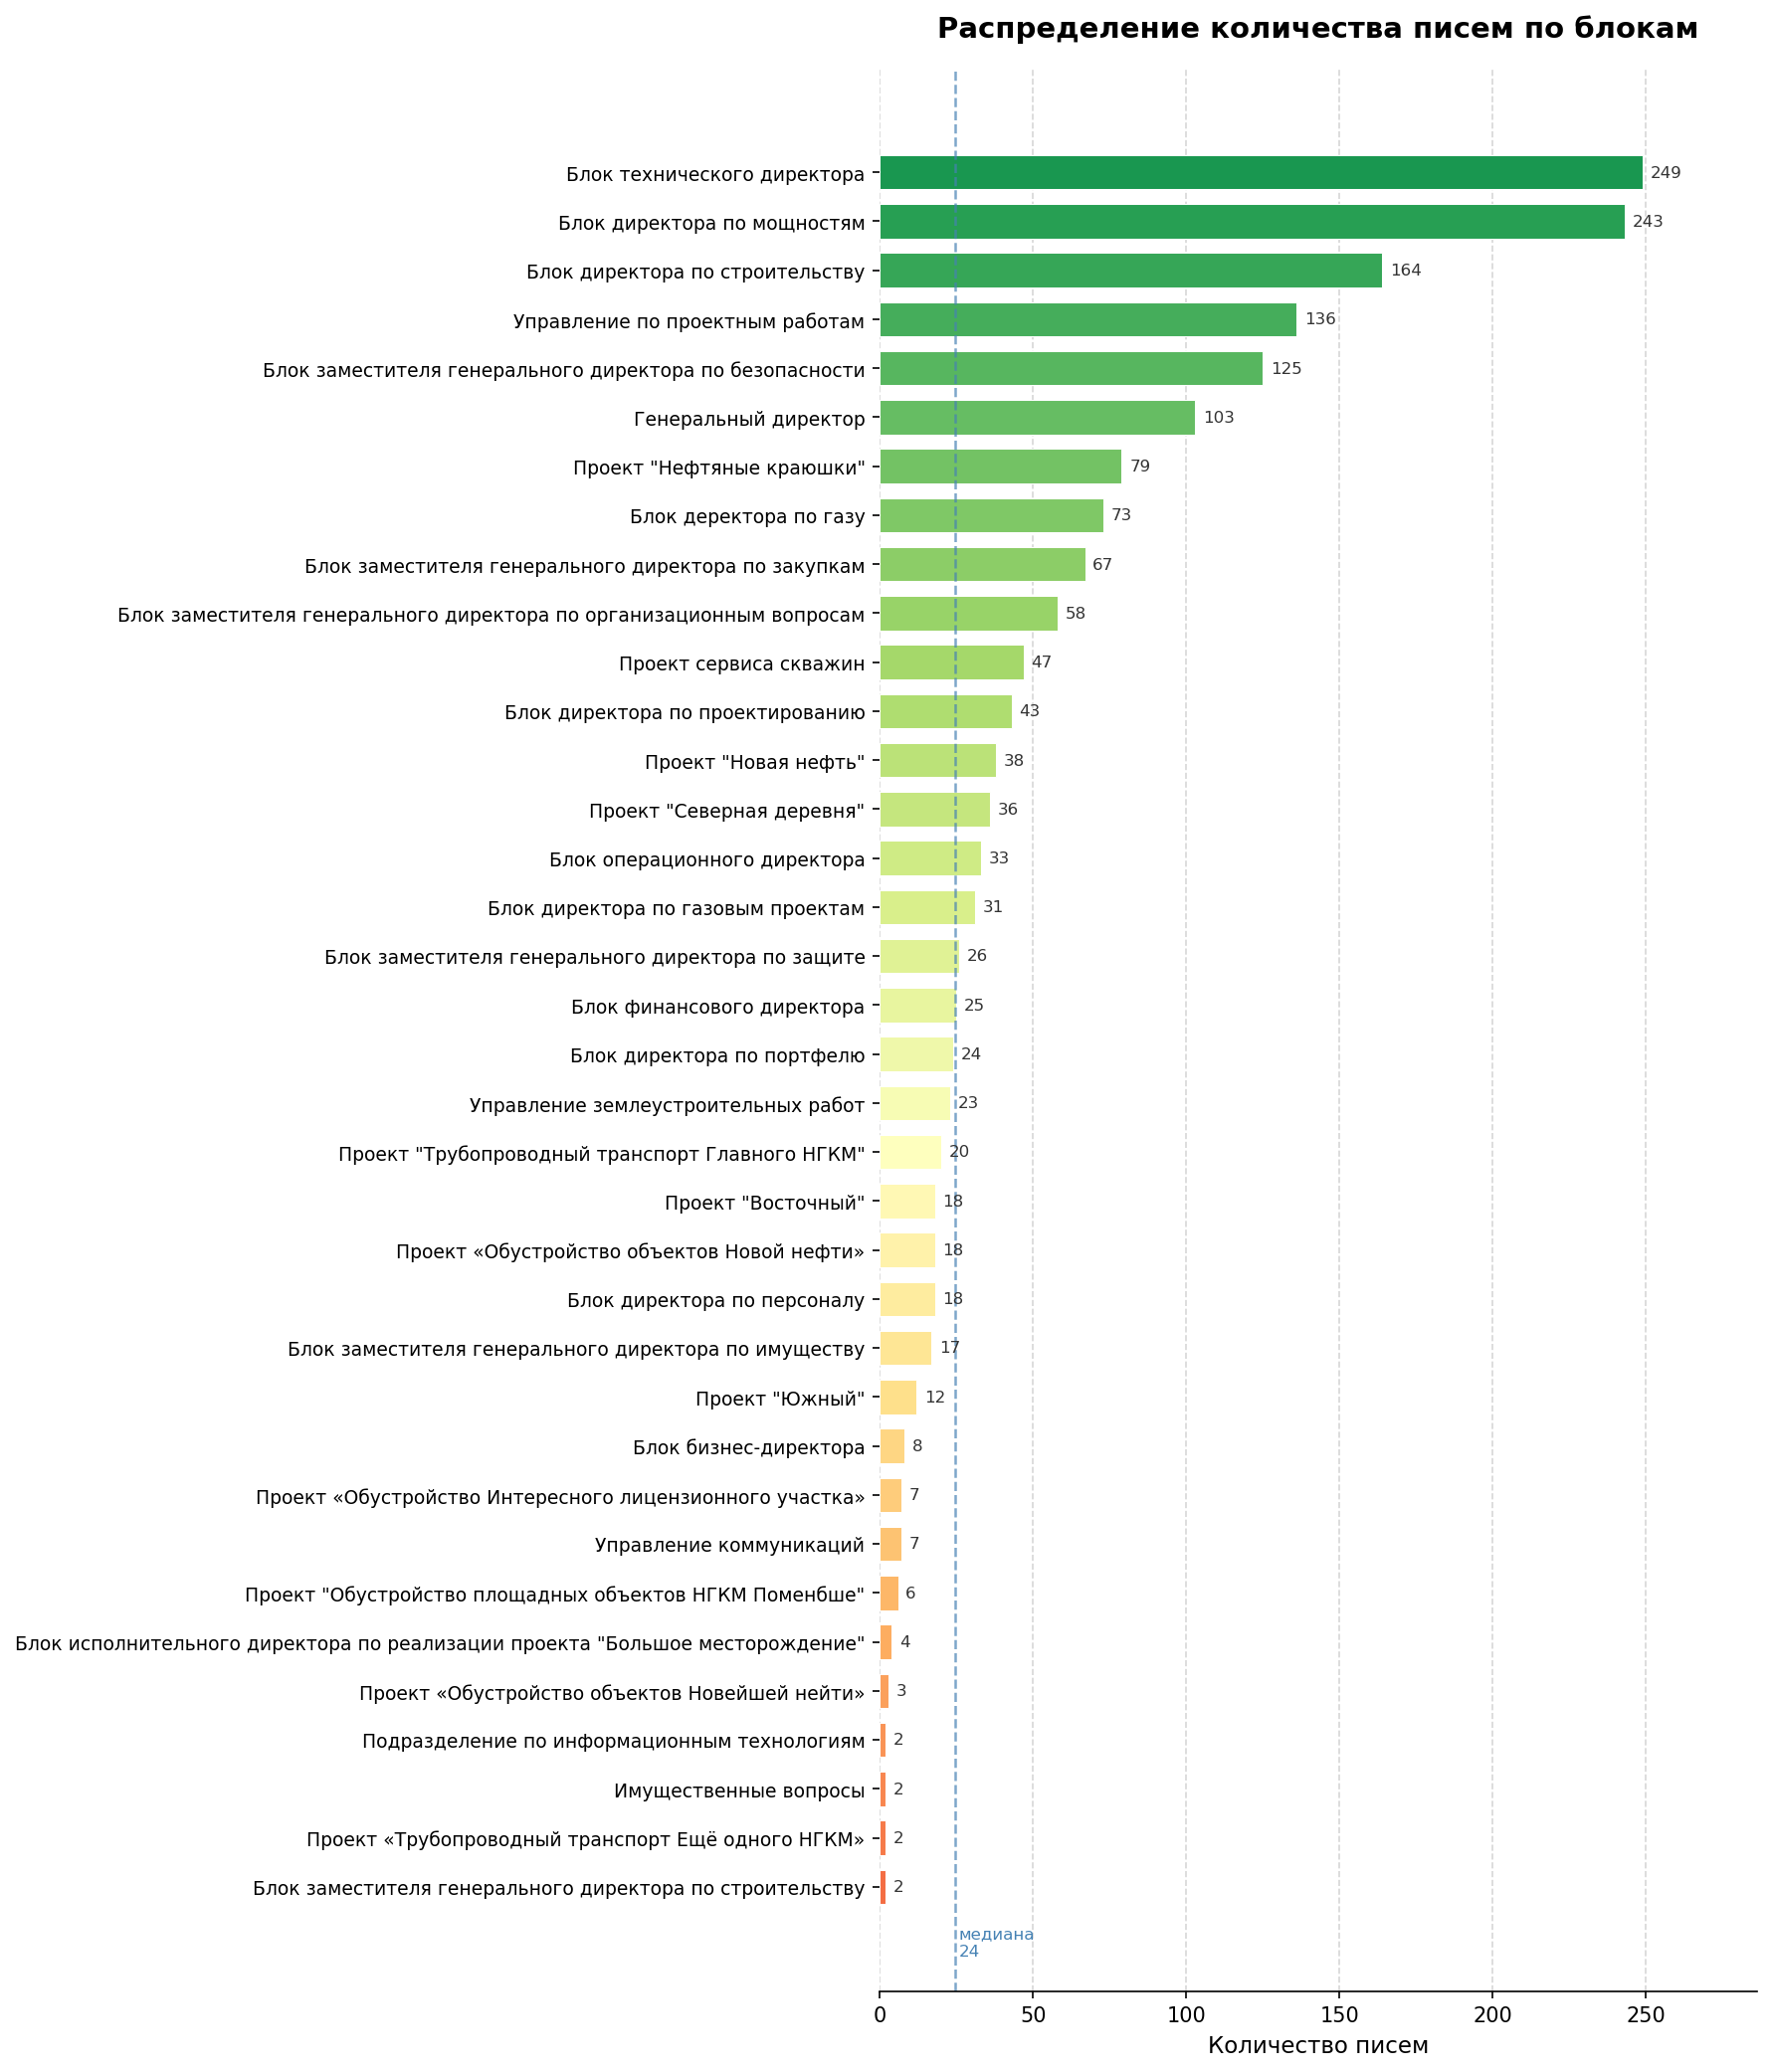 Распределение количества писем по блокам
Блок технического директора 249
Блок директора по мощностям 243
Блок директора по строительству 164
Управление по проектным работам 136
Блок заместителя генерального директора по безопасности 125
Генеральный директор 103
Проект "Нефтяные краюшки" 79
Блок деректора по газу 73
Блок заместителя генерального директора по закупкам 67
Блок заместителя генерального директора по организационным вопросам 58
Проект сервиса скважин 47
Блок директора по проектированию 43
Проект "Новая нефть" 38
Проект "Северная деревня" 36
Блок операционного директора 33
Блок директора по газовым проектам 31
Блок заместителя генерального директора по защите 26
Блок финансового директора 25
Блок директора по портфелю 24
Управление землеустроительных работ 23
Проект "Трубопроводный транспорт Главного НГКМ" 20
Проект "Восточный" 18
Проект «Обустройство объектов Новой нефти» 18
Блок директора по персоналу 18
Блок заместителя генерального директора по имуществу 17
Проект "Южный" 12
Блок бизнес-директора 8
Проект «Обустройство Интересного лицензионного участка» 7
Управление коммуникаций 7
Проект "Обустройство площадных объектов НГКМ Поменбше" 6
Блок исполнительного директора по реализации проекта "Большое месторождение" 4
Проект «Обустройство объектов Новейшей нейти» 3
Подразделение по информационным технологиям 2
Имущественные вопросы 2
Проект «Трубопроводный транспорт Ещё одного НГКМ» 2
Блок заместителя генерального директора по строительству 2
медиана
24
0 50 100 150 200 250
Количество писем